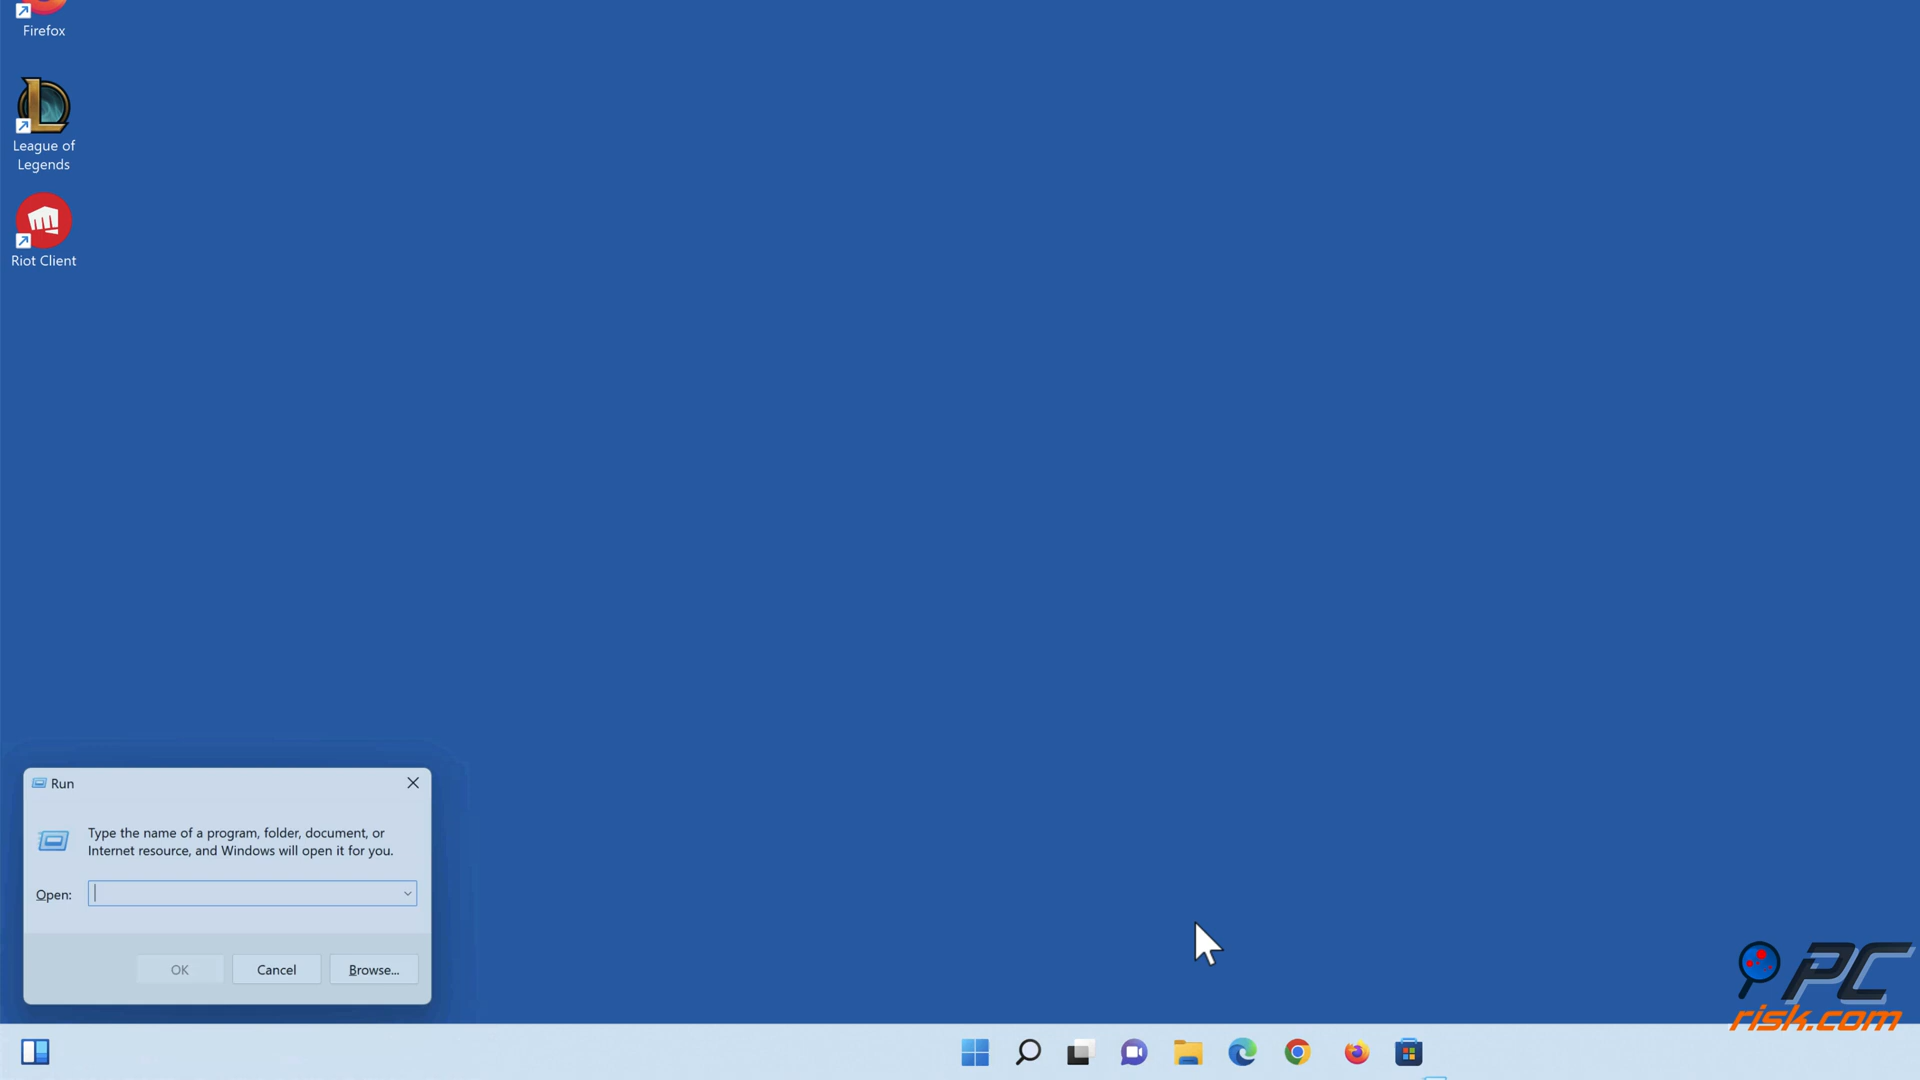 Firefox
League of
Legends
Riot Client
Run
Type the name of a program, folder, document, or
Internet resource, and Windows will open it for you.
Open:
OK
Cancel
Browse...
PC
risk.com